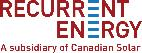 RECURRENT
ENERGY
A subsidiary of Canadian Solar